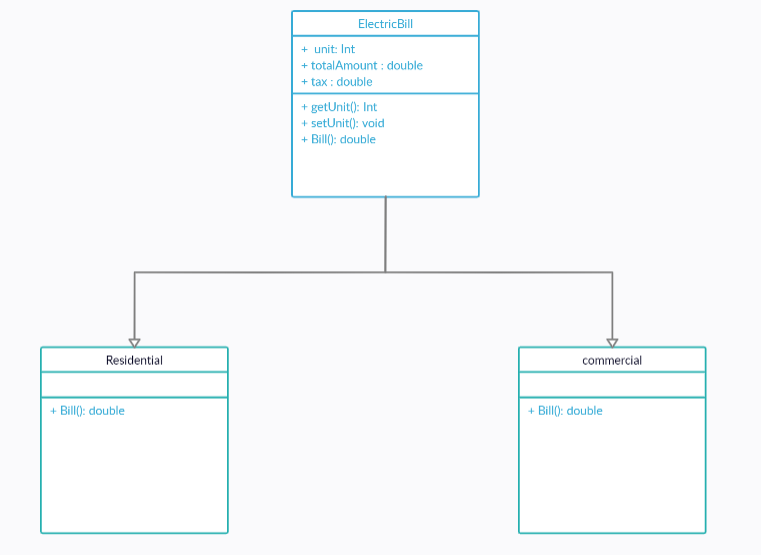 ElectricBill
+ unit: Int
+ totalAmount : double
+ tax : double
+ getUnit(): Int
+ setUnit(): void
+ Bill(): double
Residential
+ Bill(): double
commercial
+ Bill(): double